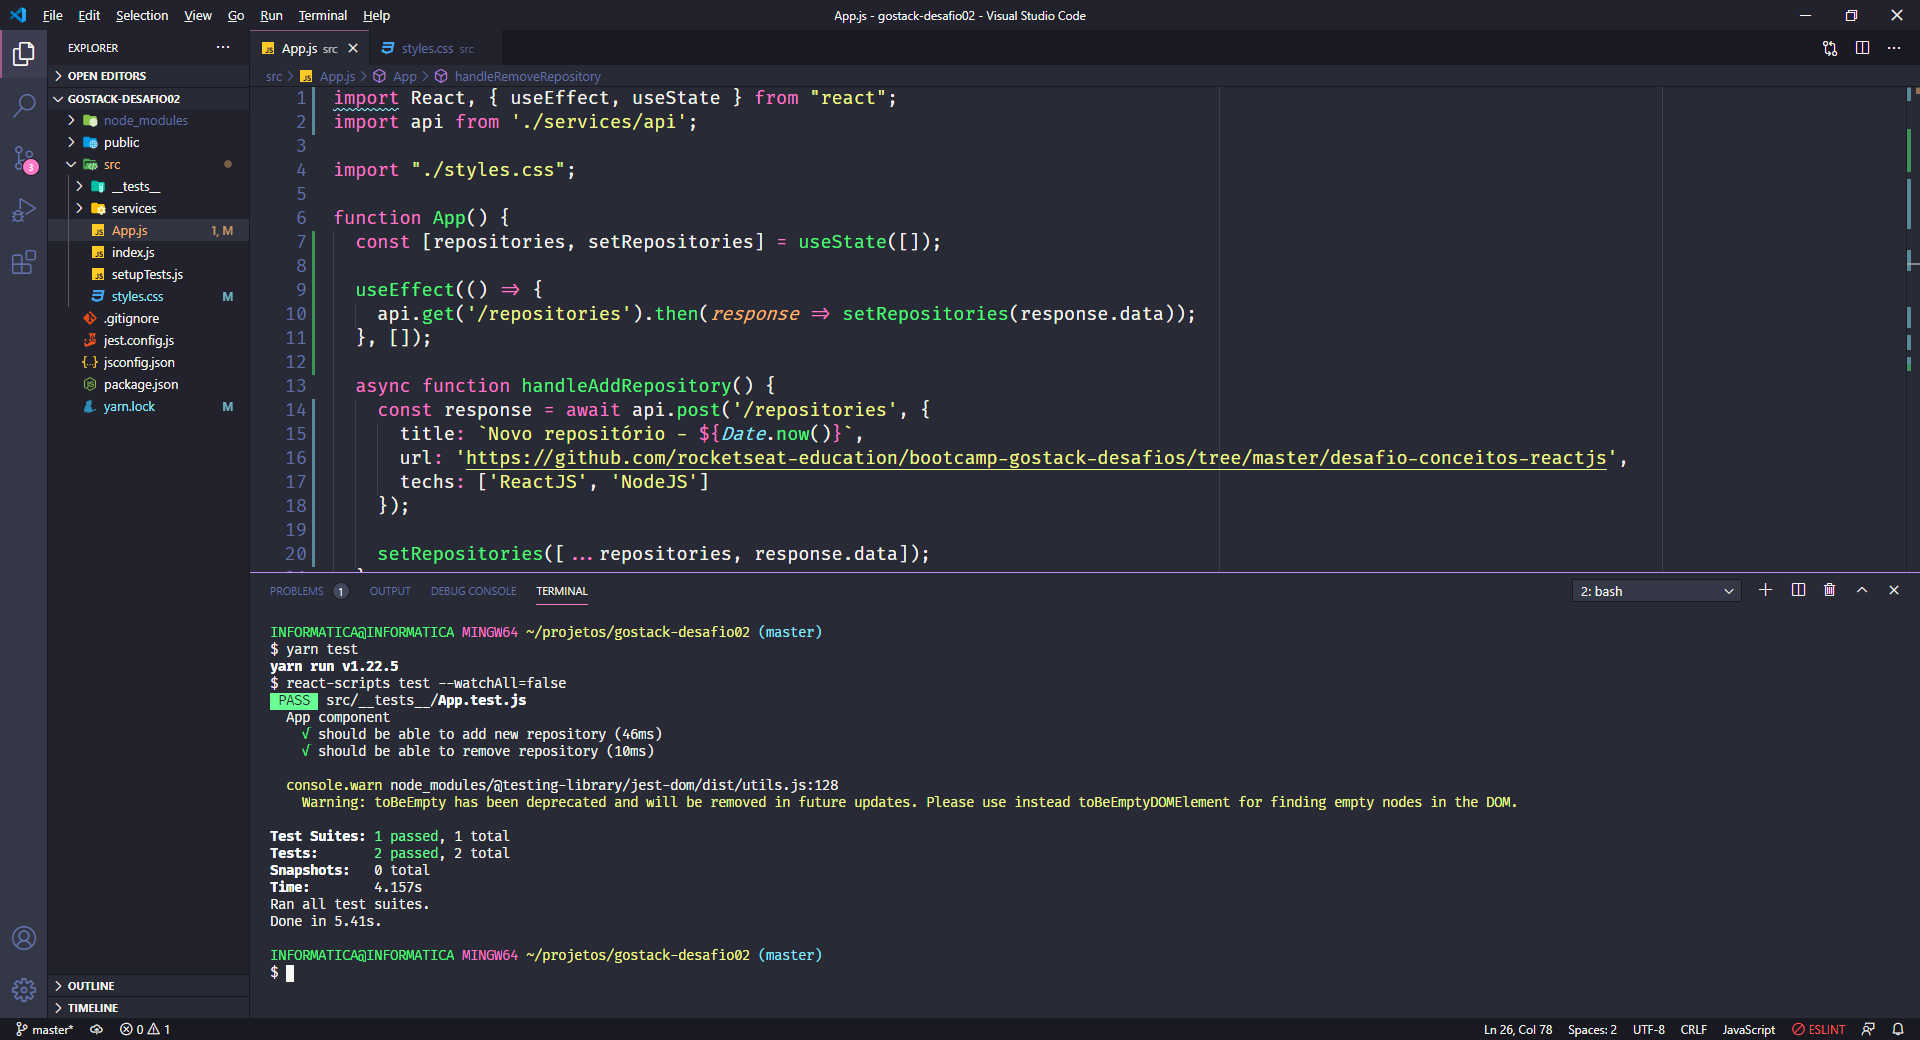 File Edit Selection View Go Run Terminal Help
App.js - gostack-desafio02 - Visual Studio Code
EXPLORER
OPEN EDITORS
GOSTACK-DESAFIO02
node_modules
public
src
__tests__
services
App.js 1, M
index.js
setupTests.js
styles.css M
.gitignore
jest.config.js
jsconfig.json
package.json
yarn.lock M
OUTLINE
TIMELINE
3
App.js src
styles.css src
src > App.js > App > handleRemoveRepository
1 import React, { useEffect, useState } from "react";
2 import api from './services/api';
3
4 import "./styles.css";
5
6 function App() {
7 const [repositories, setRepositories] = useState([]);
8
9 useEffect(() => {
10 api.get('/repositories').then(response => setRepositories(response.data));
11 }, []);
12
13 async function handleAddRepository() {
14 const response = await api.post('/repositories', {
15 title: `Novo repositório - ${Date.now()}`,
16 url: 'https://github.com/rocketseat-education/bootcamp-gostack-desafios/tree/master/desafio-conceitos-reactjs',
17 techs: ['ReactJS', 'NodeJS']
18 });
19
20 setRepositories([...repositories, response.data]);
PROBLEMS 1 OUTPUT DEBUG CONSOLE TERMINAL
2: bash
INFORMATICA@INFORMATICA MINGW64 ~/projetos/gostack-desafio02 (master)
$ yarn test
yarn run v1.22.5
$ react-scripts test --watchAll=false
PASS src/__tests__/App.test.js
App component
√ should be able to add new repository (46ms)
√ should be able to remove repository (10ms)
console.warn node_modules/@testing-library/jest-dom/dist/utils.js:128
Warning: toBeEmpty has been deprecated and will be removed in future updates. Please use instead toBeEmptyDOMElement for finding empty nodes in the DOM.
Test Suites: 1 passed, 1 total
Tests: 2 passed, 2 total
Snapshots: 0 total
Time: 4.157s
Ran all test suites.
Done in 5.41s.
INFORMATICA@INFORMATICA MINGW64 ~/projetos/gostack-desafio02 (master)
$
master* 0 1
Ln 26, Col 78 Spaces: 2 UTF-8 CRLF JavaScript ESLINT